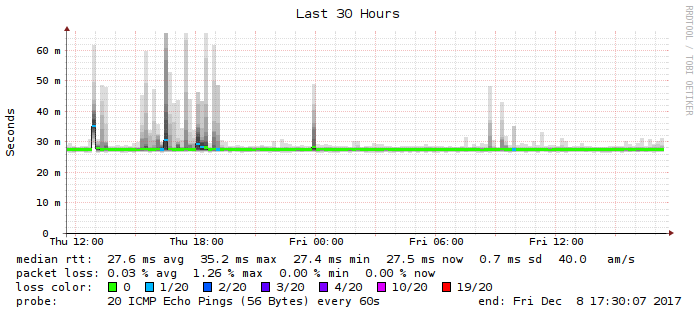 Last 30 Hours
RRDTOOL / TOBI OETIKER
Seconds
60 m
50 m
40 m
30 m
20 m
10 m
0
Thu 12:00 Thu 18:00 Fri 00:00 Fri 06:00 Fri 12:00
median rtt: 27.6 ms avg 35.2 ms max 27.4 ms min 27.5 ms now 0.7 ms sd 40.0 am/s
packet loss: 0.03 % avg 1.26 % max 0.00 % min 0.00 % now
loss color: 0 1/20 2/20 3/20 4/20 10/20 19/20
probe: 20 ICMP Echo Pings (56 Bytes) every 60s end: Fri Dec 8 17:30:07 2017